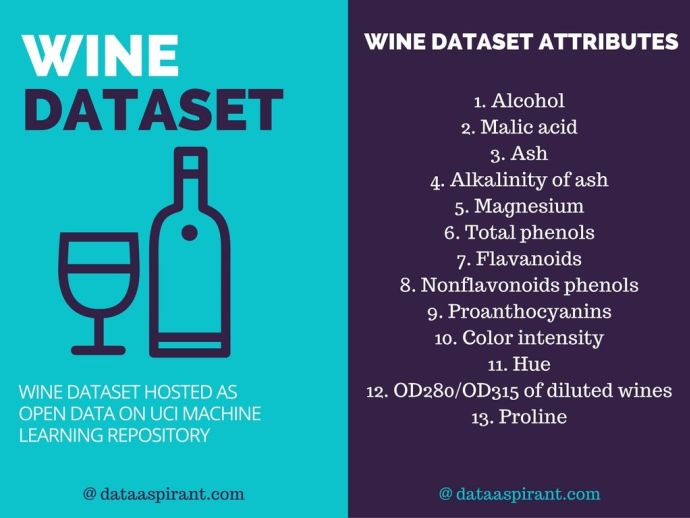 WINE
DATASET
WINE DATASET HOSTED AS
OPEN DATA ON UCI MACHINE
LEARNING REPOSITORY
@ dataaspirant.com
WINE DATASET ATTRIBUTES
1. Alcohol
2. Malic acid
3. Ash
4. Alkalinity of ash
5. Magnesium
6. Total phenols
7. Flavanoids
8. Nonflavonoids phenols
9. Proanthocyanins
10. Color intensity
11. Hue
12. OD280/OD315 of diluted wines
13. Proline
@ dataaspirant.com